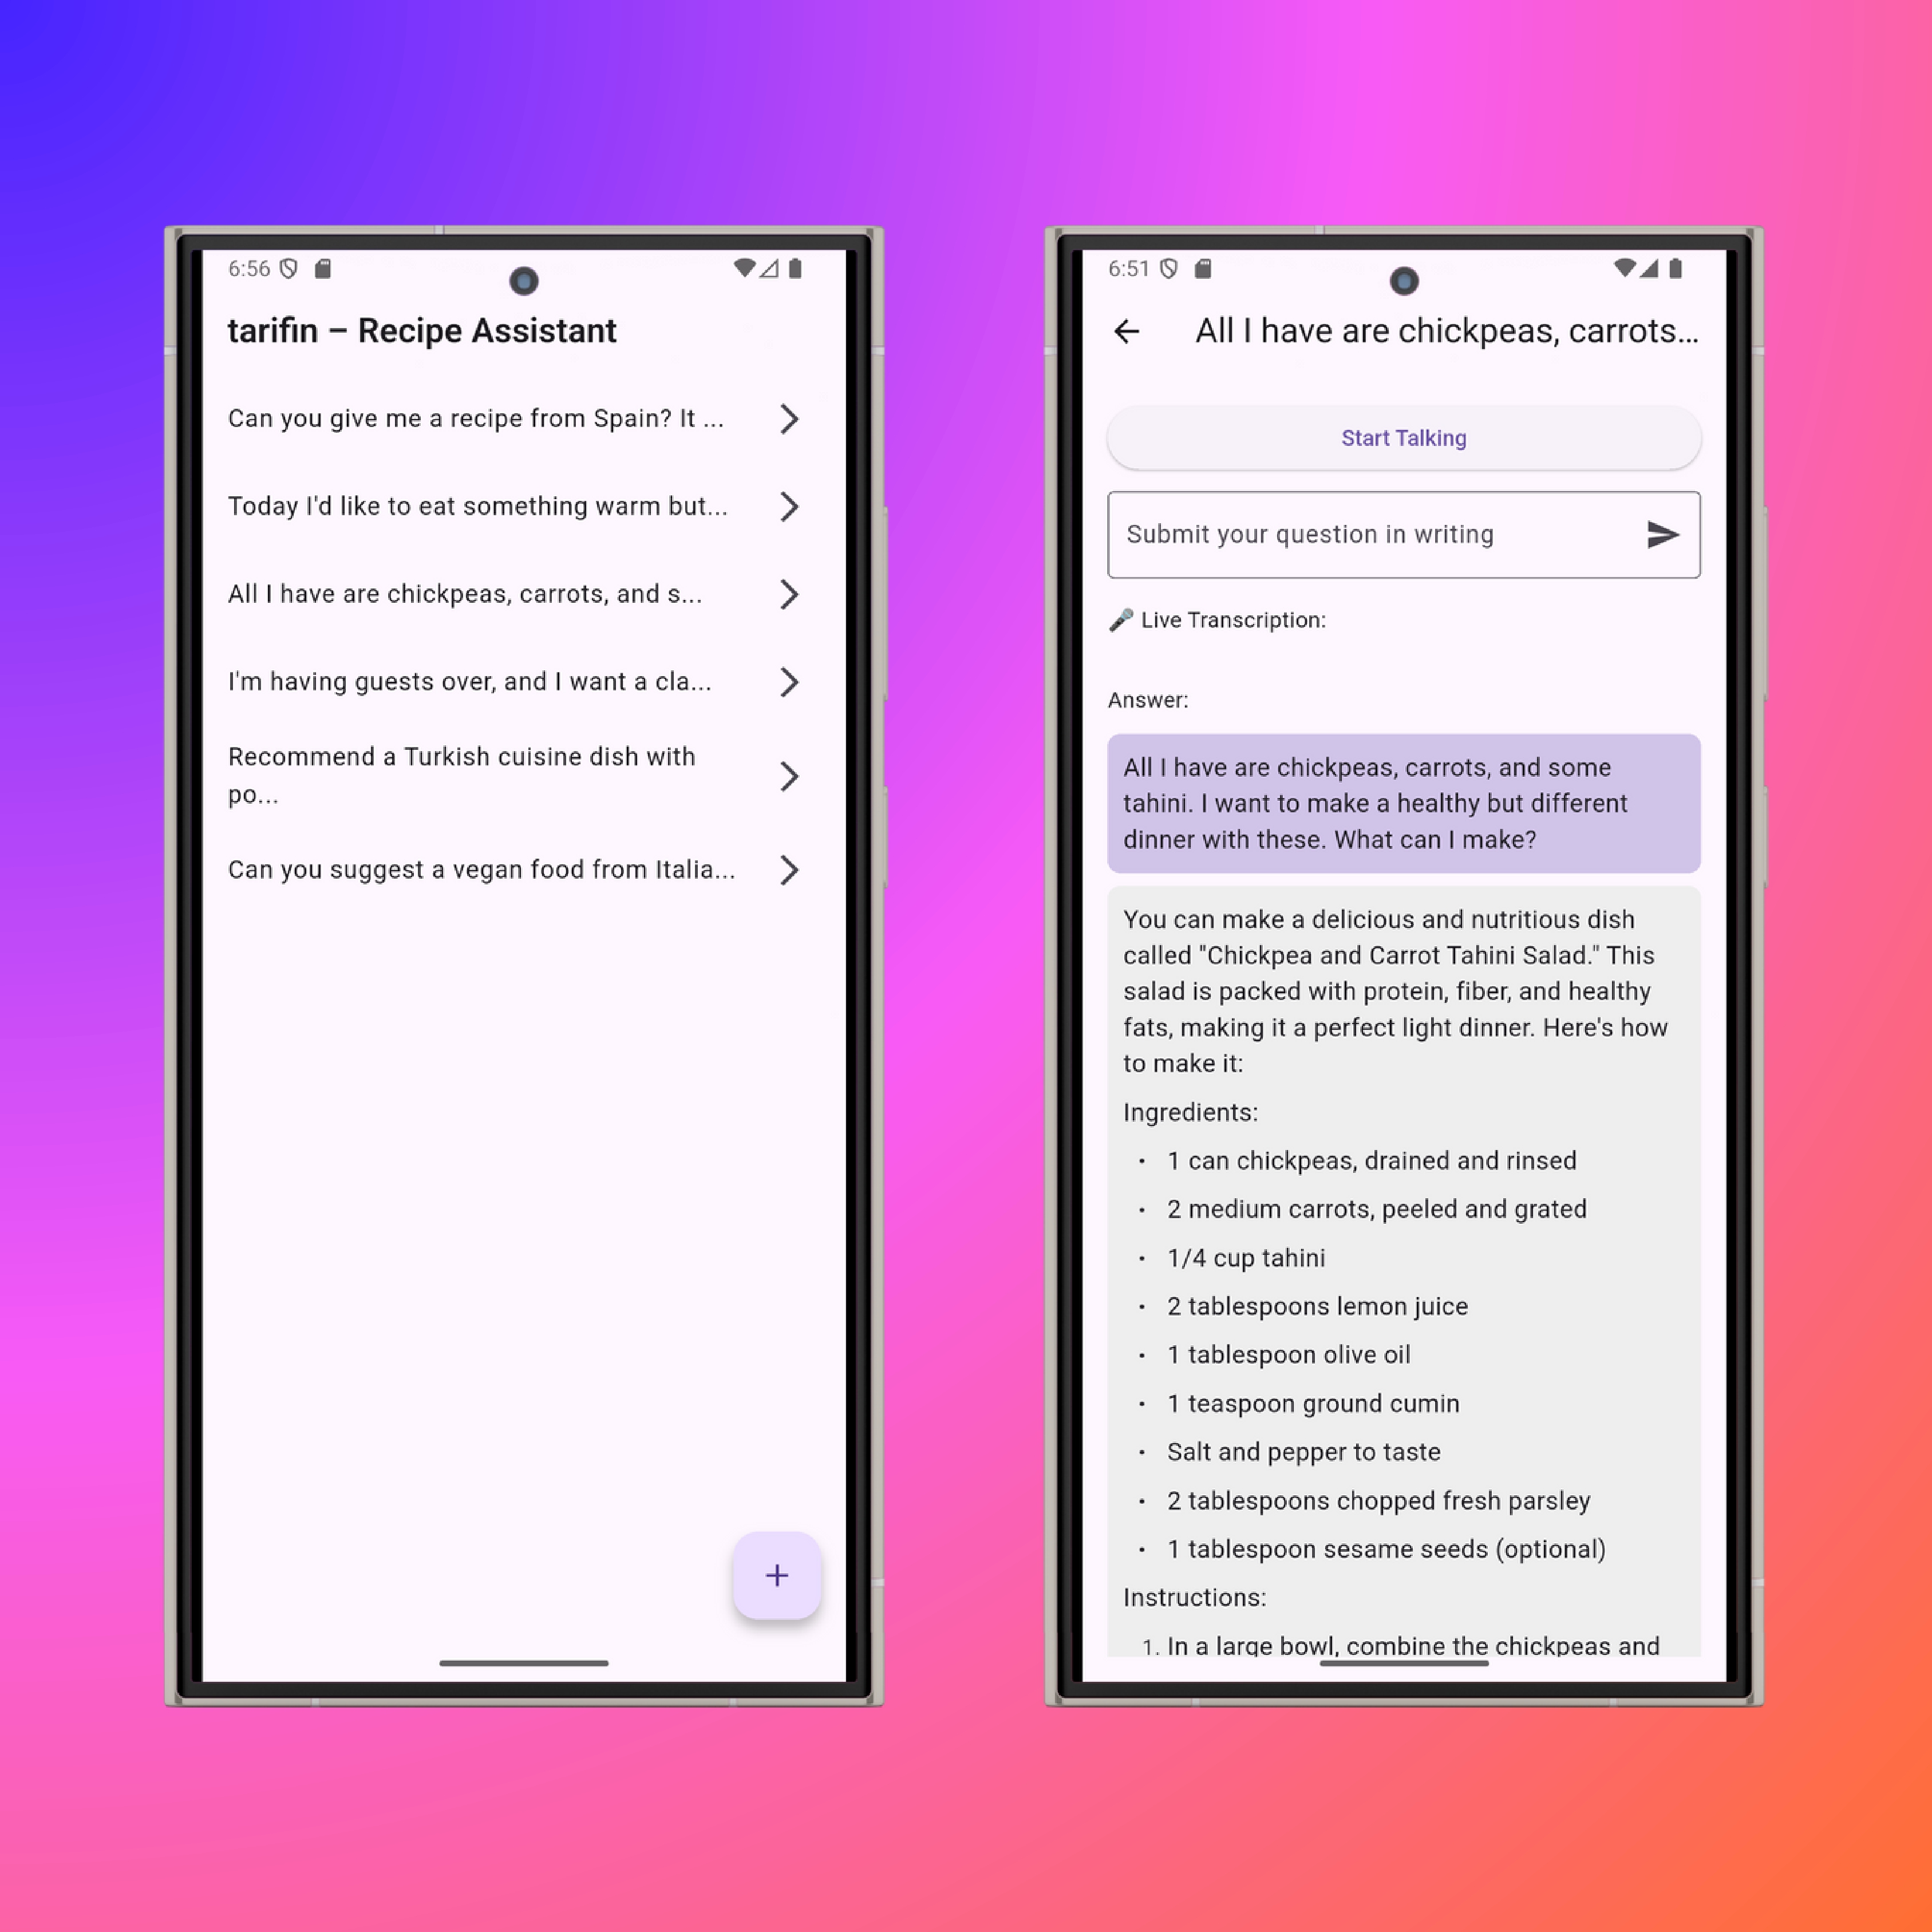 6:56
tarifin – Recipe Assistant
Can you give me a recipe from Spain? It ...
Today I'd like to eat something warm but...
All I have are chickpeas, carrots, and s...
I'm having guests over, and I want a cla...
Recommend a Turkish cuisine dish with
po...
Can you suggest a vegan food from Italia...
+
6:51
All I have are chickpeas, carrots...
Start Talking
Submit your question in writing
🎤 Live Transcription:
Answer:
All I have are chickpeas, carrots, and some
tahini. I want to make a healthy but different
dinner with these. What can I make?
You can make a delicious and nutritious dish
called "Chickpea and Carrot Tahini Salad." This
salad is packed with protein, fiber, and healthy
fats, making it a perfect light dinner. Here's how
to make it:
Ingredients:
• 1 can chickpeas, drained and rinsed
• 2 medium carrots, peeled and grated
• 1/4 cup tahini
• 2 tablespoons lemon juice
• 1 tablespoon olive oil
• 1 teaspoon ground cumin
• Salt and pepper to taste
• 2 tablespoons chopped fresh parsley
• 1 tablespoon sesame seeds (optional)
Instructions:
1. In a large bowl, combine the chickpeas and